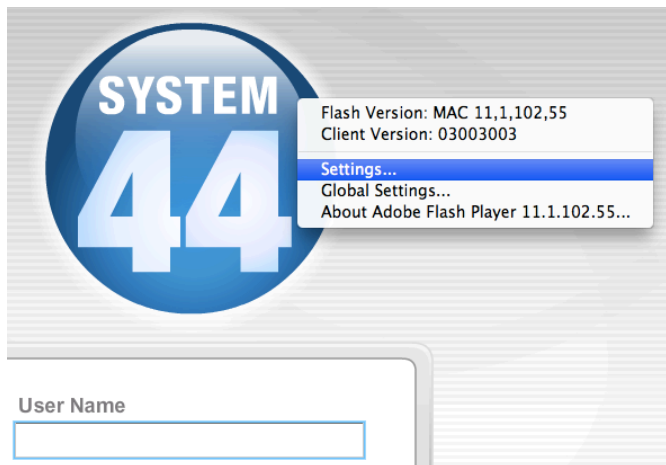 SYSTEM
44
Flash Version: MAC 11,1,102,55
Client Version: 03003003
Settings...
Global Settings...
About Adobe Flash Player 11.1.102.55...
User Name